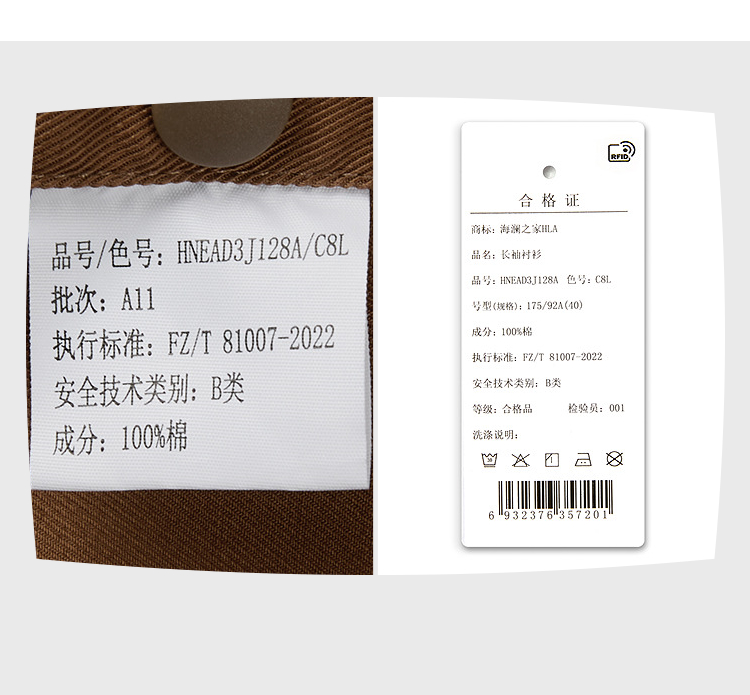 品号/色号: HNEAD3J128A/C8L
批次: A11
执行标准: FZ/T 81007-2022
安全技术类别: B类
成分: 100%棉
RFID
合格证
商标: 海澜之家HLA
品名: 长袖衬衫
品号: HNEAD3J128A 色号: C8L
号型(规格): 175/92A(40)
成分: 100%棉
执行标准: FZ/T 81007-2022
安全技术类别: B类
等级: 合格品 检验员: 001
洗涤说明:
6 932376 357201